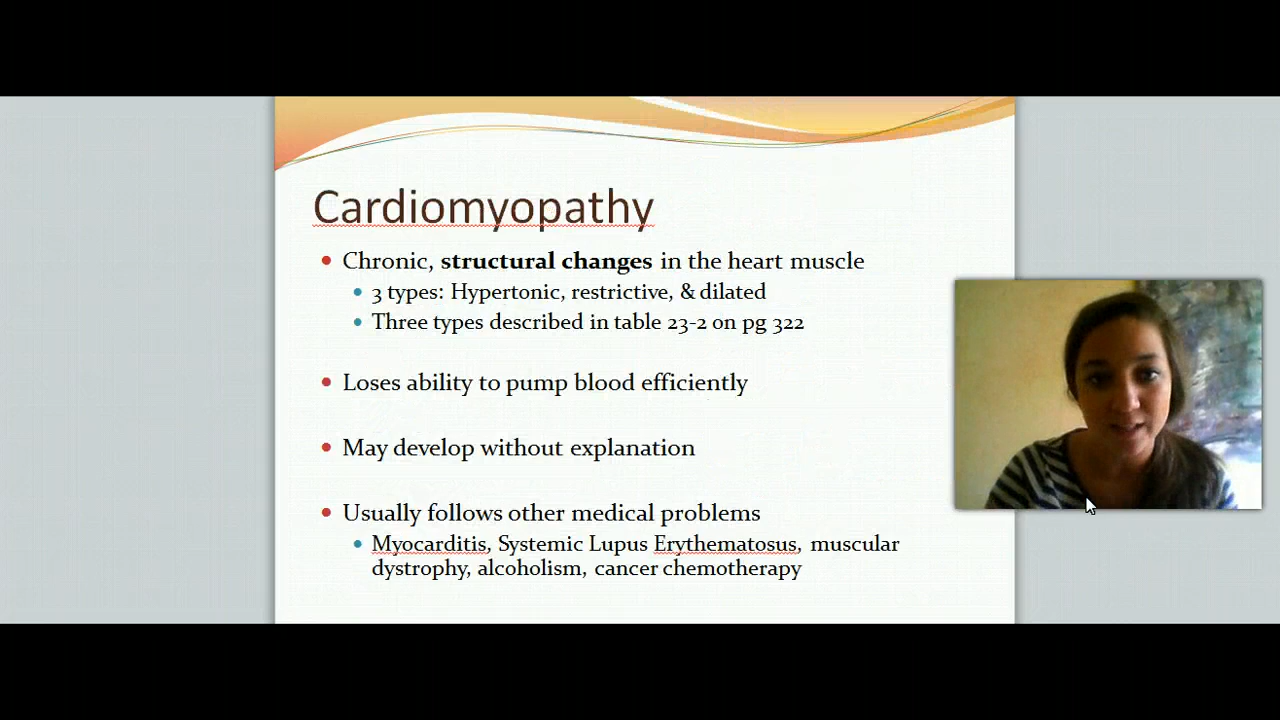 Cardiomyopathy
Chronic, structural changes in the heart muscle
3 types: Hypertonic, restrictive, & dilated
Three types described in table 23-2 on pg 322
Loses ability to pump blood efficiently
May develop without explanation
Usually follows other medical problems
Myocarditis, Systemic Lupus Erythematosus, muscular
dystrophy, alcoholism, cancer chemotherapy